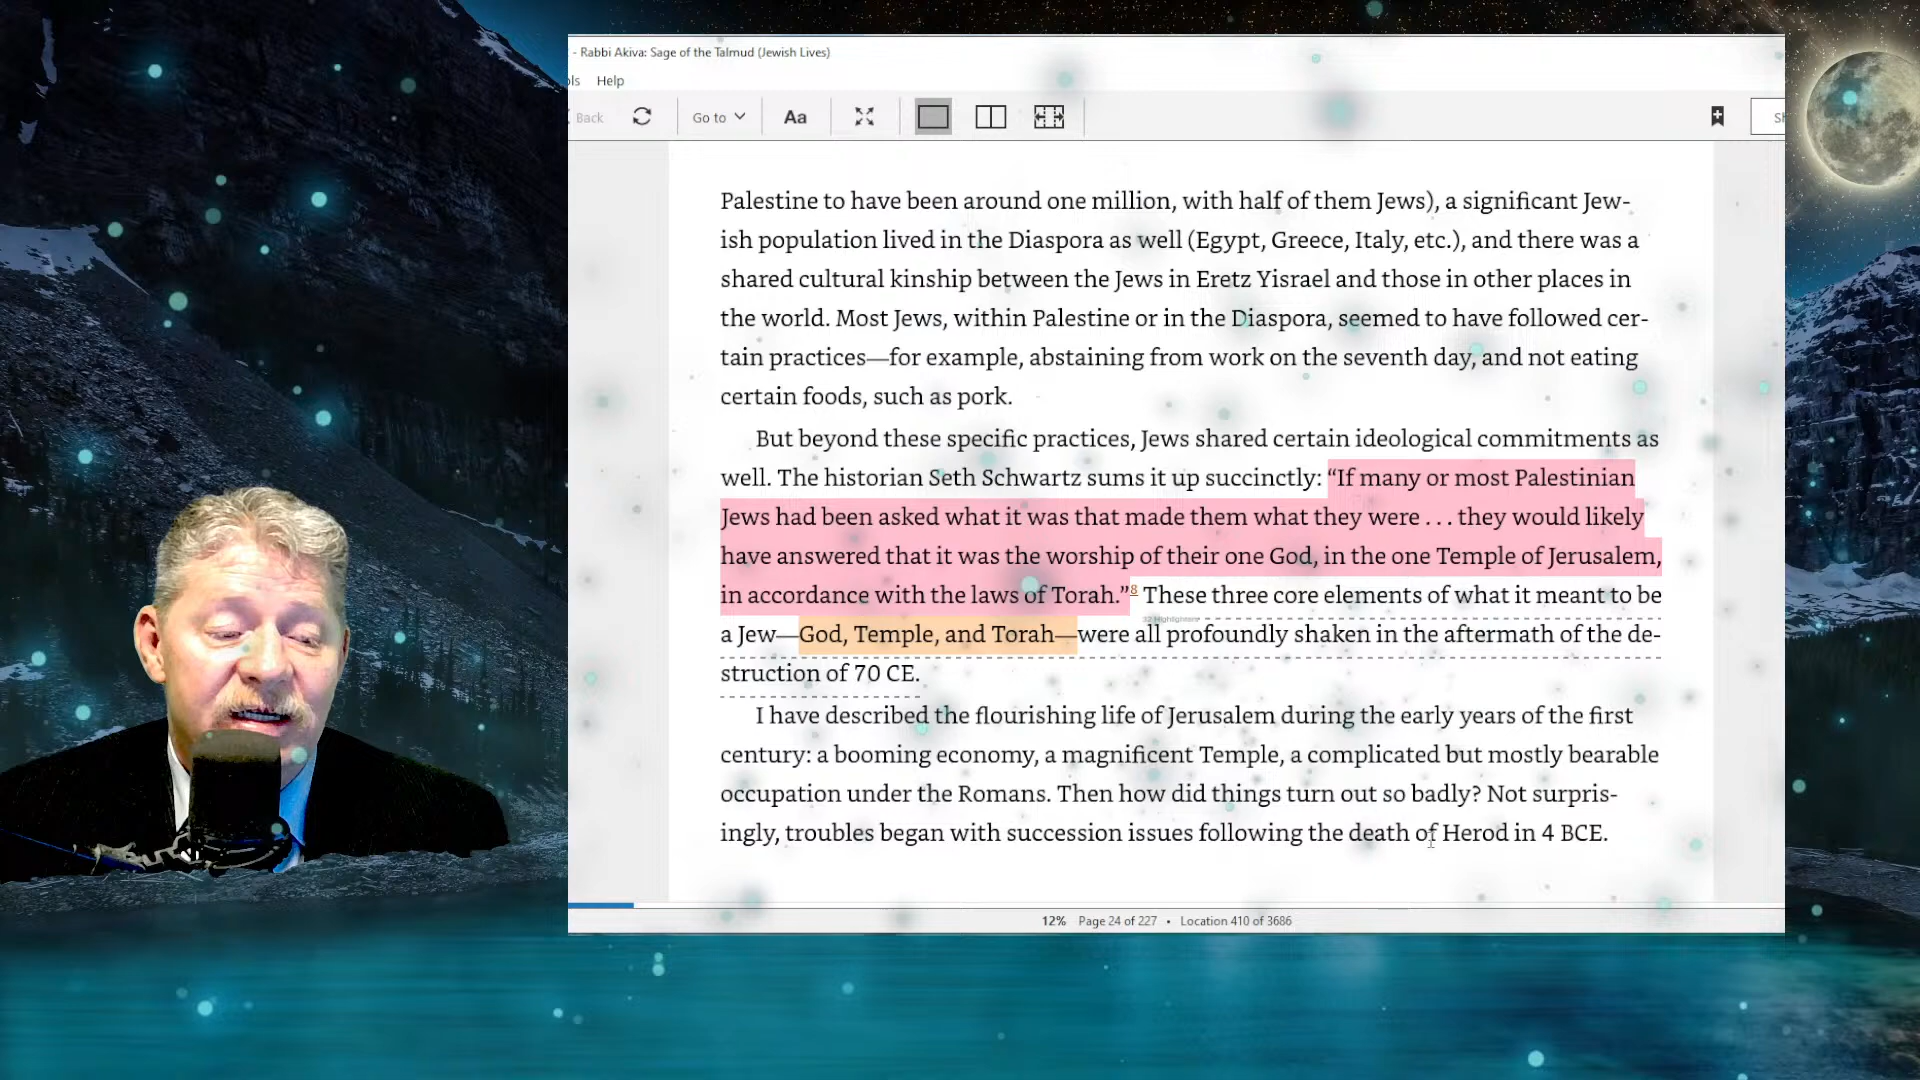 - Rabbi Akiva: Sage of the Talmud (Jewish Lives)
ols Help
Back Go to Aa
Palestine to have been around one million, with half of them Jews), a significant Jew-
ish population lived in the Diaspora as well (Egypt, Greece, Italy, etc.), and there was a
shared cultural kinship between the Jews in Eretz Yisrael and those in other places in
the world. Most Jews, within Palestine or in the Diaspora, seemed to have followed cer-
tain practices—for example, abstaining from work on the seventh day, and not eating
certain foods, such as pork.
But beyond these specific practices, Jews shared certain ideological commitments as
well. The historian Seth Schwartz sums it up succinctly: “If many or most Palestinian
Jews had been asked what it was that made them what they were . . . they would likely
have answered that it was the worship of their one God, in the one Temple of Jerusalem,
in accordance with the laws of Torah.”8 These three core elements of what it meant to be
32 Highlighters
a Jew—God, Temple, and Torah—were all profoundly shaken in the aftermath of the de-
struction of 70 CE.
I have described the flourishing life of Jerusalem during the early years of the first
century: a booming economy, a magnificent Temple, a complicated but mostly bearable
occupation under the Romans. Then how did things turn out so badly? Not surpris-
ingly, troubles began with succession issues following the death of Herod in 4 BCE.
12% Page 24 of 227 • Location 410 of 3686